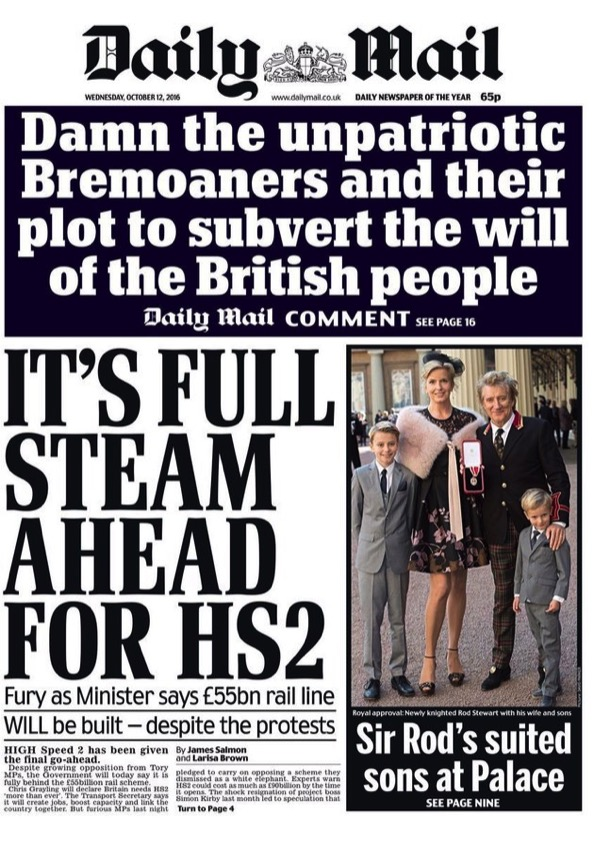 Daily Mail
WEDNESDAY, OCTOBER 12, 2016
www.dailymail.co.uk
DAILY NEWSPAPER OF THE YEAR
65p
Damn the unpatriotic
Bremoaners and their
plot to subvert the will
of the British people
Daily Mail COMMENT SEE PAGE 16
IT'S FULL
STEAM
AHEAD
FOR HS2
Fury as Minister says £55bn rail line
WILL be built – despite the protests
HIGH Speed 2 has been given
the final go-ahead.
Despite growing opposition from Tory
MPs, the Government will today say it is
fully behind the £55billion rail scheme.
Chris Grayling will declare Britain needs HS2
'more than ever'. The Transport Secretary says
it will create jobs, boost capacity and link the
country together. But furious MPs last night
By James Salmon
and Larisa Brown
pledged to carry on opposing a scheme they
dismissed as a white elephant. Experts warn
HS2 could cost as much as £90billion by the time
it opens. The shock resignation of project boss
Simon Kirby last month led to speculation that
Turn to Page 4
Royal approval: Newly knighted Rod Stewart with his wife and sons
Sir Rod's suited
sons at Palace
SEE PAGE NINE